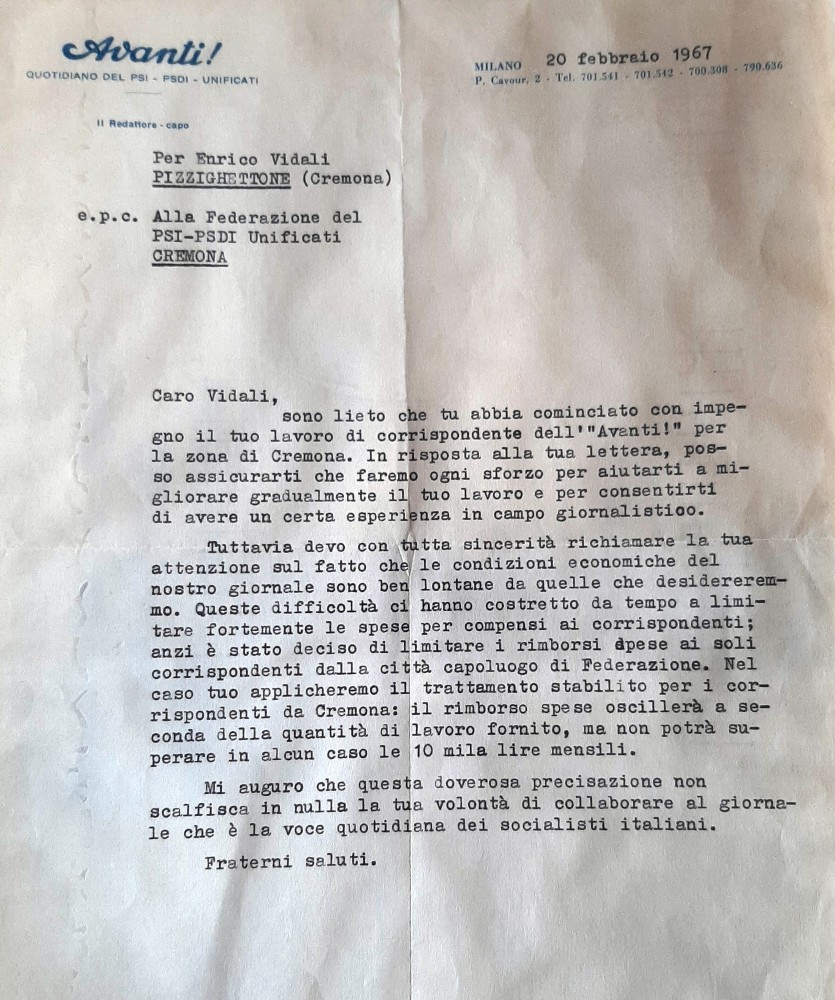 Avanti!
QUOTIDIANO DEL PSI - PSDI - UNIFICATI
MILANO 20 febbraio 1967
P. Cavour, 2 - Tel. 701.541 - 701.542 - 700.308 - 790.636
Il Redattore - capo
Per Enrico Vidali
PIZZIGHETTONE (Cremona)
e.p.c. Alla Federazione del
PSI-PSDI Unificati
CREMONA
Caro Vidali,
sono lieto che tu abbia cominciato con impe-
gno il tuo lavoro di corrispondente dell'"Avanti!" per
la zona di Cremona. In risposta alla tua lettera, pos-
so assicurarti che faremo ogni sforzo per aiutarti a mi-
gliorare gradualmente il tuo lavoro e per consentirti
di avere un certa esperienza in campo giornalistico.
Tuttavia devo con tutta sincerità richiamare la tua
attenzione sul fatto che le condizioni economiche del
nostro giornale sono ben lontane da quelle che desidererem-
mo. Queste difficoltà ci hanno costretto da tempo a limi-
tare fortemente le spese per compensi ai corrispondenti;
anzi è stato deciso di limitare i rimborsi spese ai soli
corrispondenti dalla città capoluogo di Federazione. Nel
caso tuo applicheremo il trattamento stabilito per i cor-
rispondenti da Cremona: il rimborso spese oscillerà a se-
conda della quantità di lavoro fornito, ma non potrà su-
perare in alcun caso le 10 mila lire mensili.
Mi auguro che questa doverosa precisazione non
scalfisca in nulla la tua volontà di collaborare al giorna-
le che è la voce quotidiana dei socialisti italiani.
Fraterni saluti.